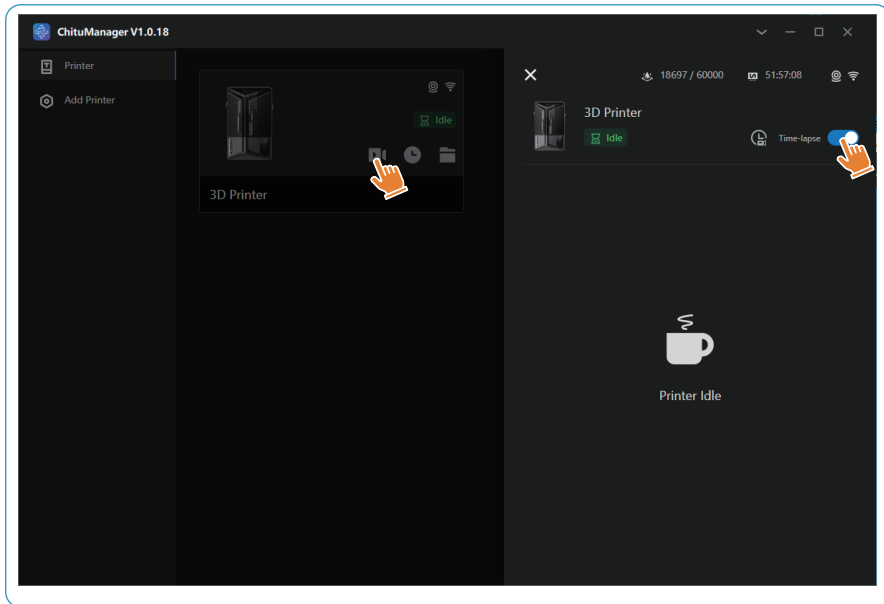 ChituManager V1.0.18
Printer
Add Printer
Idle
3D Printer
18697 / 60000
51:57:08
3D Printer
Idle
Time-lapse
Printer Idle